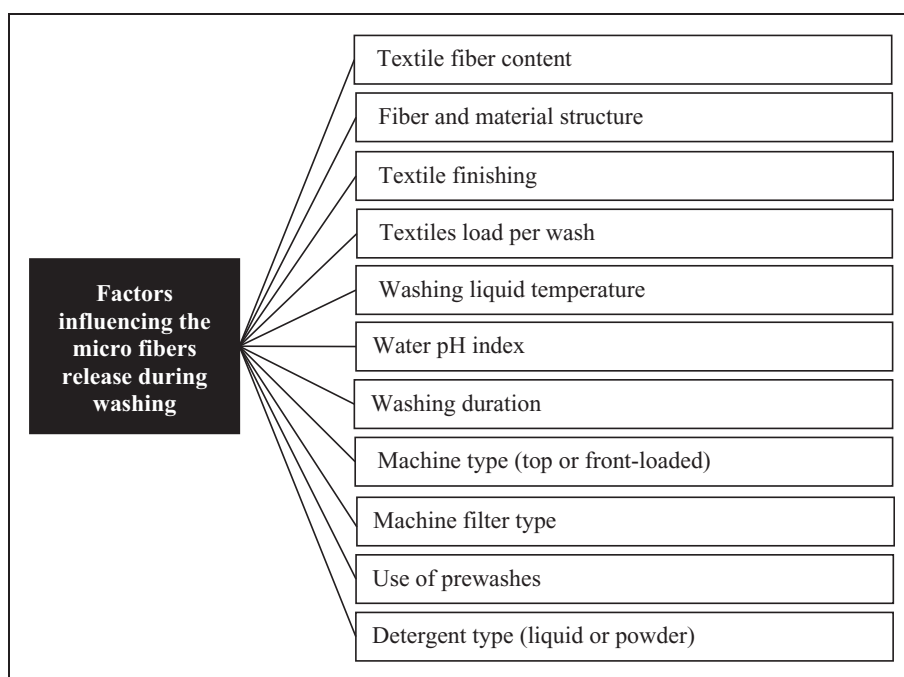 Factors
influencing the
micro fibers
release during
washing
Textile fiber content
Fiber and material structure
Textile finishing
Textiles load per wash
Washing liquid temperature
Water pH index
Washing duration
Machine type (top or front-loaded)
Machine filter type
Use of prewashes
Detergent type (liquid or powder)